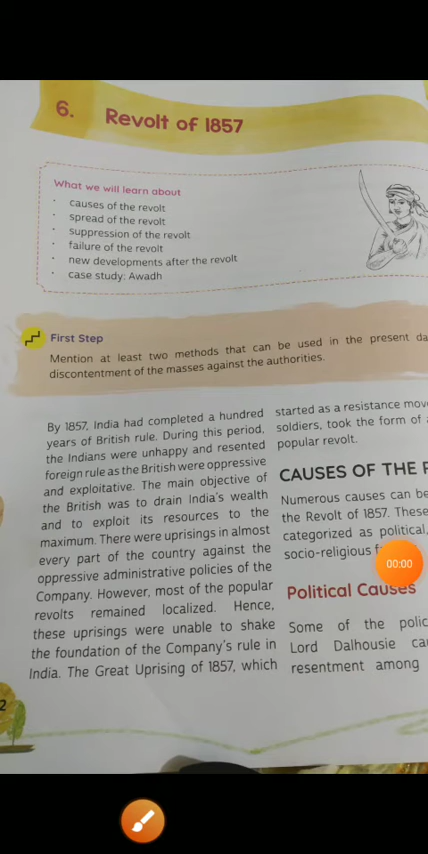 6. Revolt of 1857
What we will learn about
· causes of the revolt
· spread of the revolt
· suppression of the revolt
· failure of the revolt
· new developments after the revolt
· case study: Awadh
First Step
Mention at least two methods that can be used in the present
discontentment of the masses against the authorities.
By 1857, India had completed a hundred
years of British rule. During this period,
the Indians were unhappy and resented
foreign rule as the British were oppressive
and exploitative. The main objective of
the British was to drain India's wealth
and to exploit its resources to the
maximum. There were uprisings in almost
every part of the country against the
oppressive administrative policies of the
Company. However, most of the popular
revolts remained localized. Hence,
these uprisings were unable to shake
the foundation of the Company's rule in
India. The Great Uprising of 1857, which
started as a resistance
soldiers, took the form of
popular revolt.
CAUSES OF THE
Numerous causes can be
the Revolt of 1857. These
categorized as political,
socio-religious
00:00
Political Causes
Some of the
Lord Dalhousie
resentment among
2